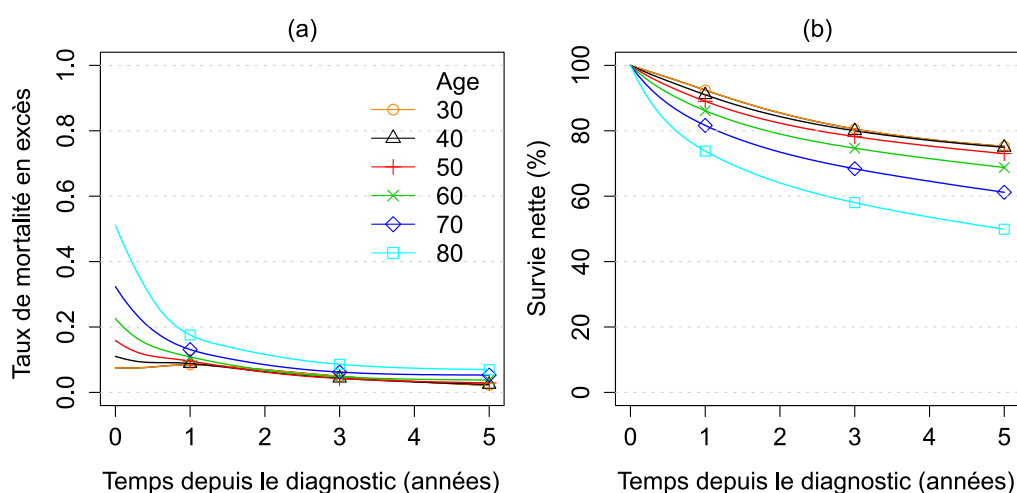 (a)
Taux de mortalité en excès
1.0
0.8
0.6
0.4
0.2
0.0
Age
30
40
50
60
70
80
0 1 2 3 4 5
Temps depuis le diagnostic (années)
(b)
Survie nette (%)
100
80
60
40
20
0
0 1 2 3 4 5
Temps depuis le diagnostic (années)